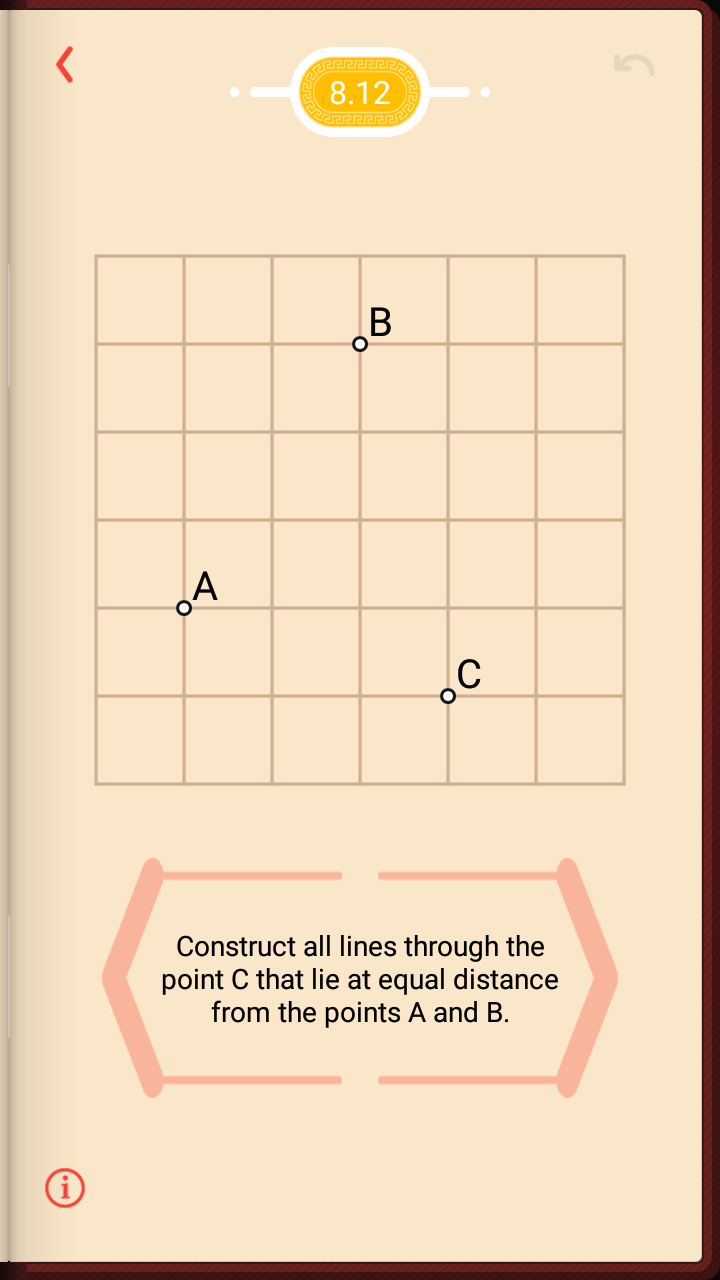 8.12
B
A
C
Construct all lines through the
point C that lie at equal distance
from the points A and B.
i